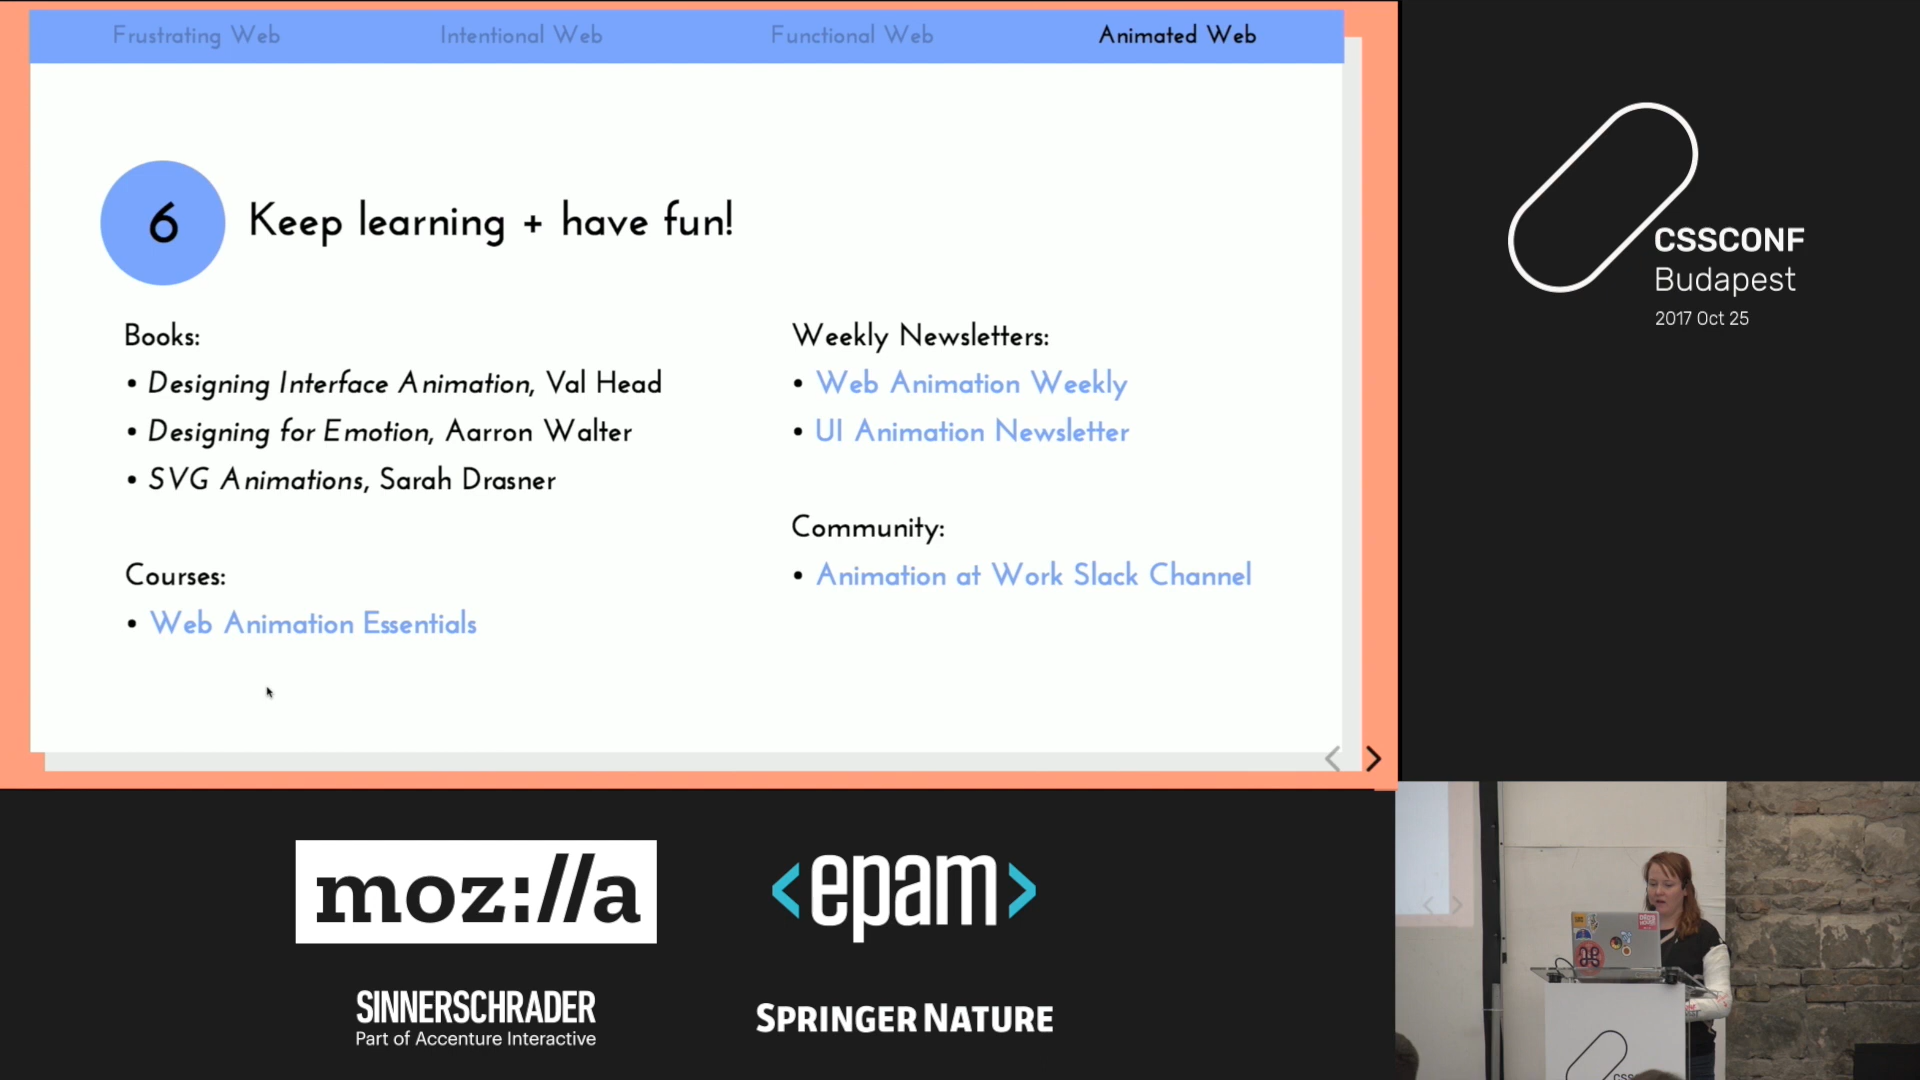 Frustrating Web
Intentional Web
Functional Web
Animated Web
6
Keep learning + have fun!
Books:
• Designing Interface Animation, Val Head
• Designing for Emotion, Aarron Walter
• SVG Animations, Sarah Drasner
Courses:
• Web Animation Essentials
Weekly Newsletters:
• Web Animation Weekly
• UI Animation Newsletter
Community:
• Animation at Work Slack Channel
CSSCONF
Budapest
2017 Oct 25
moz://a
<epam>
SINNERSCHRADER
Part of Accenture Interactive
SPRINGER NATURE